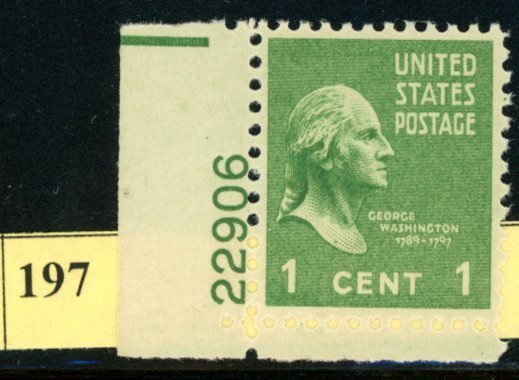 UNITED
STATES
POSTAGE
GEORGE
WASHINGTON
1789-1797
1 CENT 1
22906
197